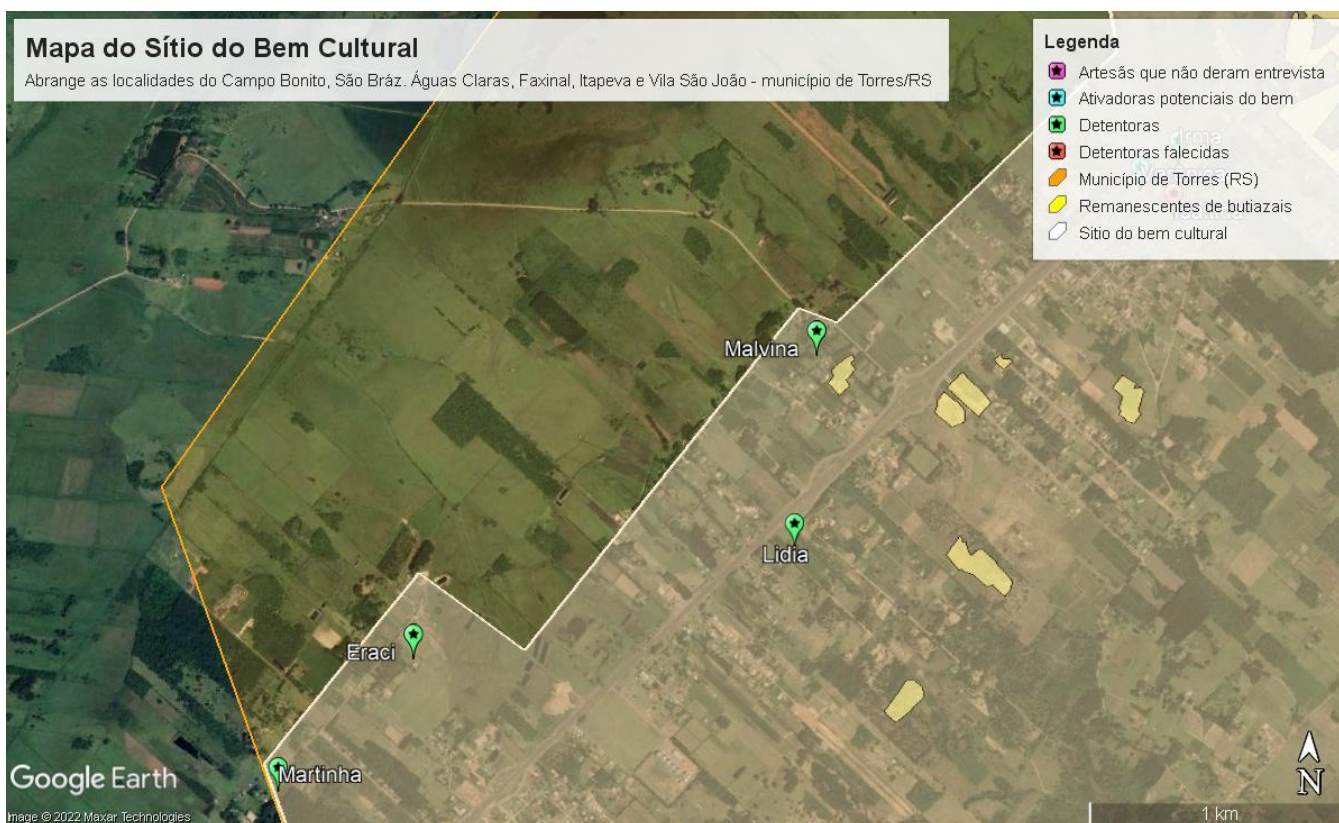 Mapa do Sítio do Bem Cultural
Abrange as localidades do Campo Bonito, São Bráz. Águas Claras, Faxinal, Itapeva e Vila São João - município de Torres/RS
Legenda
Artesãs que não deram entrevista
Ativadoras potenciais do bem
Detentoras
Detentoras falecidas
Município de Torres (RS)
Remanescentes de butiazais
Sitio do bem cultural
Irma
Malvina
Lidia
Eraci
Martinha
Google Earth
Image © 2022 Maxar Technologies
N
1 km